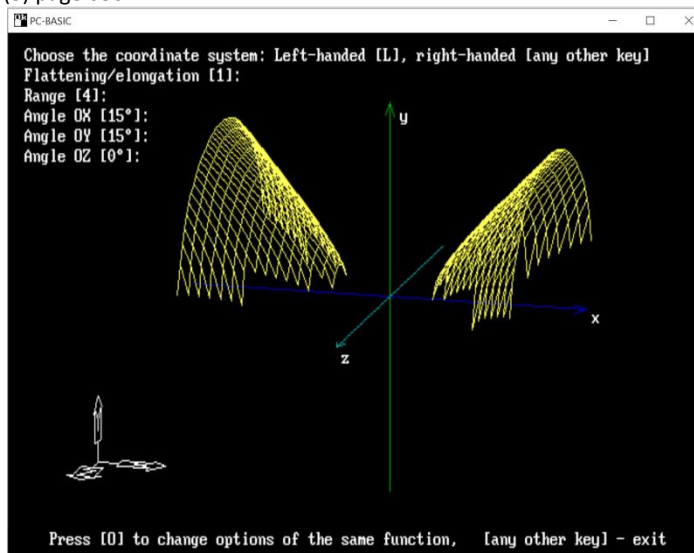 PC-BASIC
Choose the coordinate system: Left-handed [L], right-handed [any other key]
Flattening/elongation [1]:
Range [4]:
Angle OX [15°]:
Angle OY [15°]:
Angle OZ [0°]:
y
x
z
Press [O] to change options of the same function, [any other key] - exit